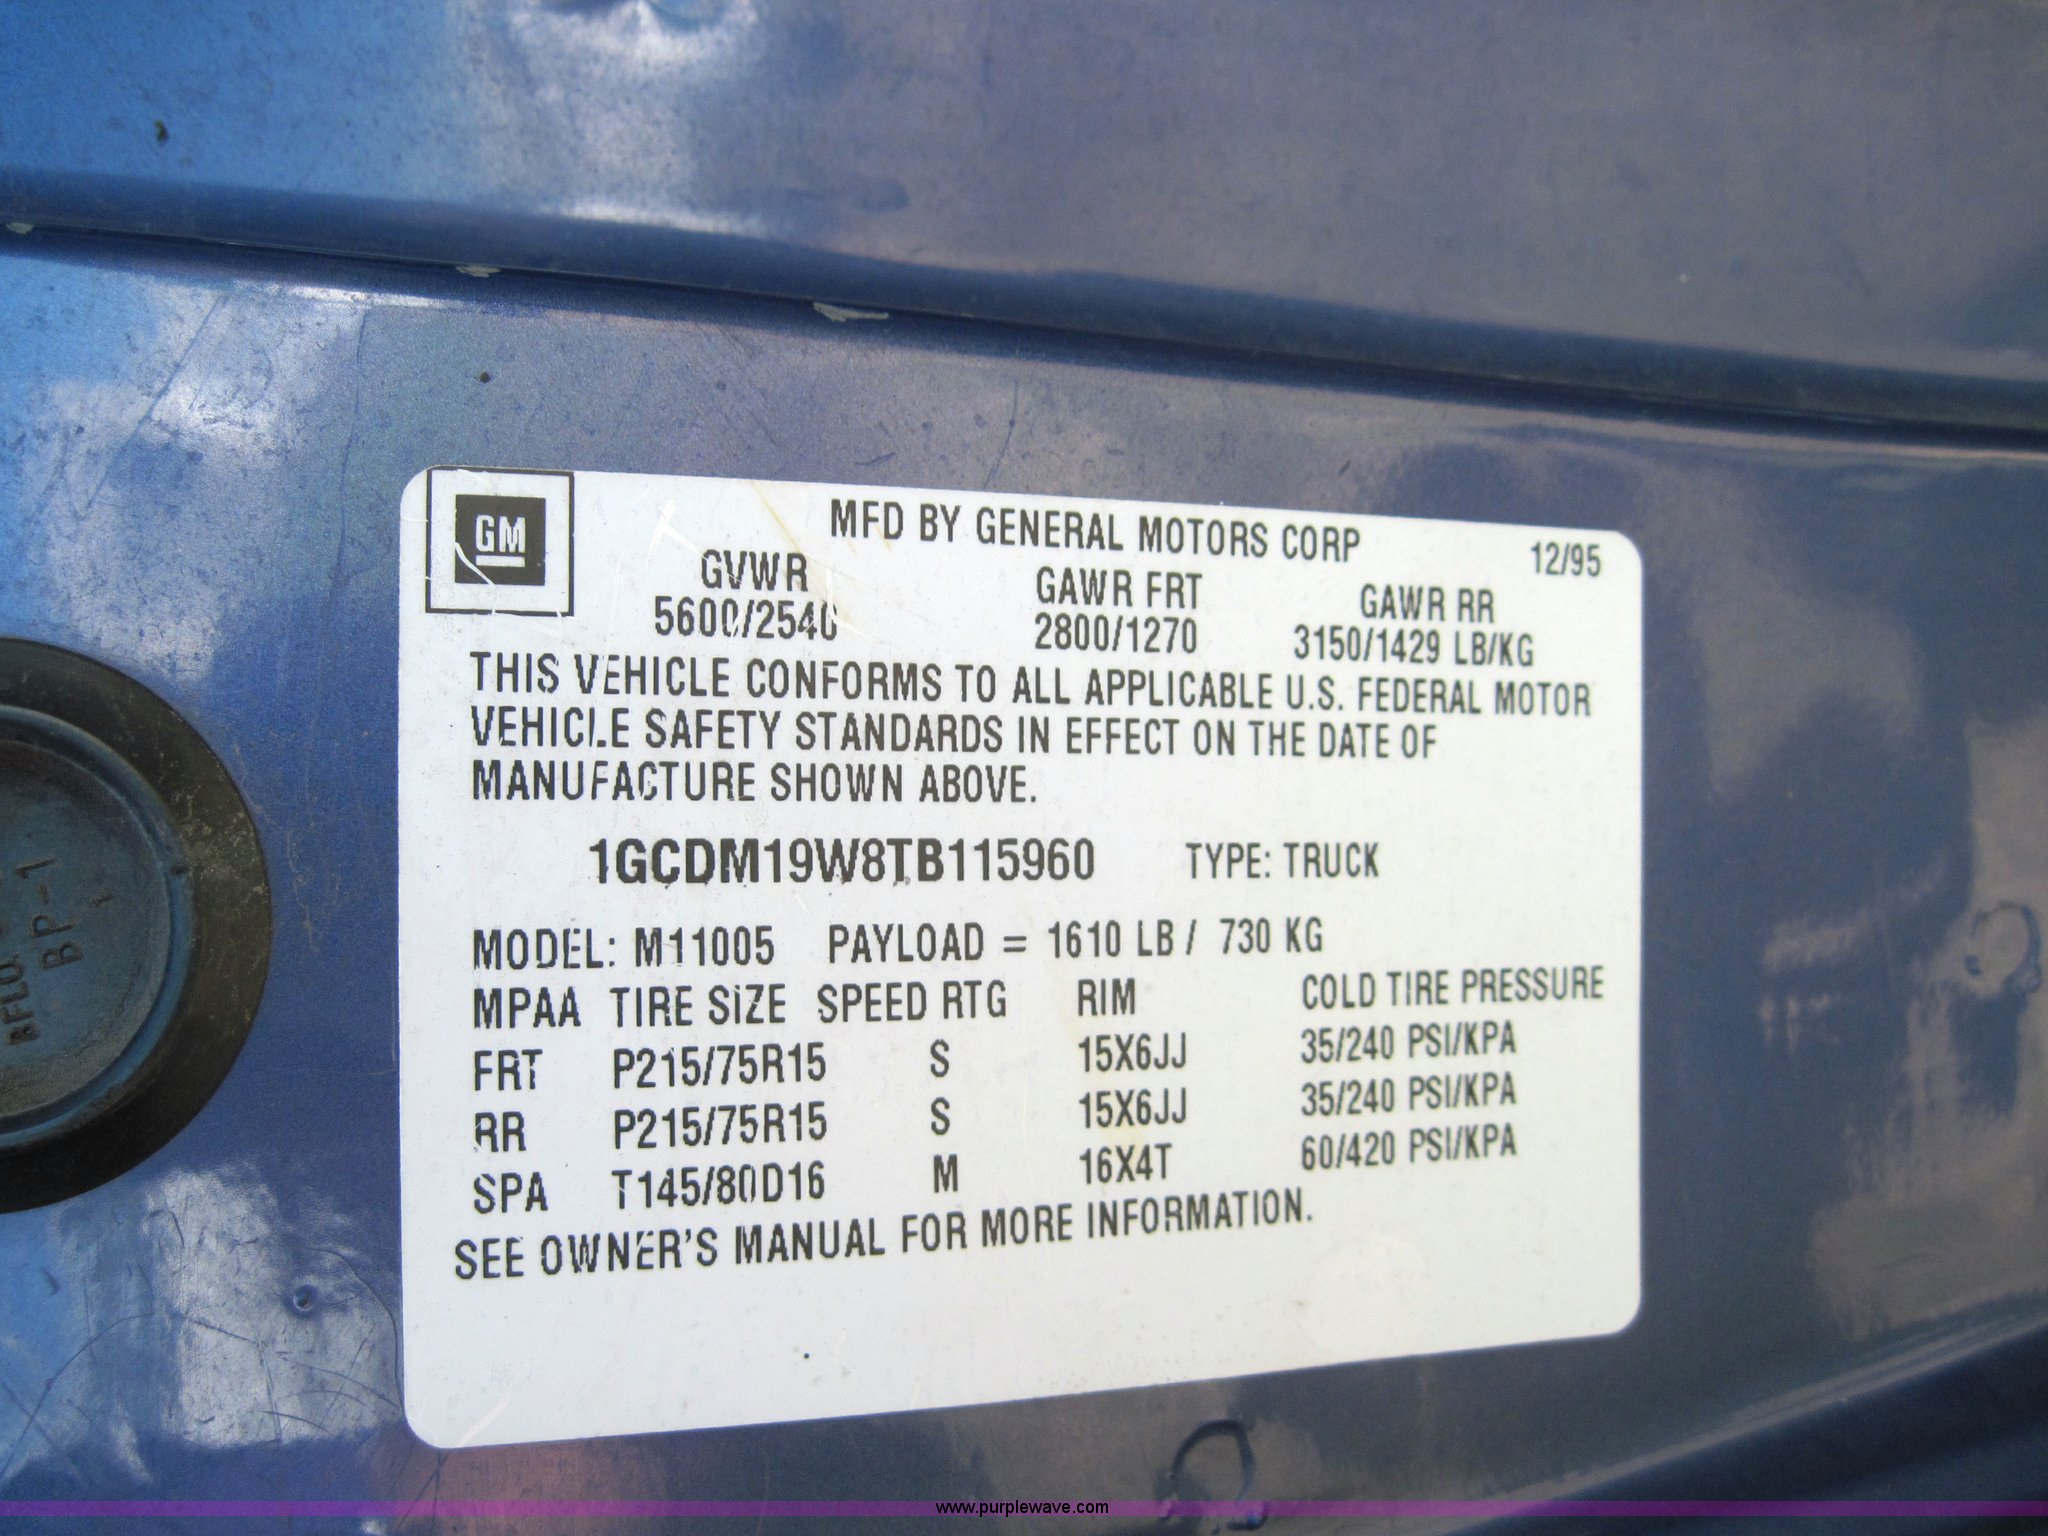 GM
MFD BY GENERAL MOTORS CORP 12/95
GVWR GAWR FRT GAWR RR
5600/2540 2800/1270 3150/1429 LB/KG
THIS VEHICLE CONFORMS TO ALL APPLICABLE U.S. FEDERAL MOTOR
VEHICLE SAFETY STANDARDS IN EFFECT ON THE DATE OF
MANUFACTURE SHOWN ABOVE.
1GCDM19W8TB115960 TYPE: TRUCK
MODEL: M11005 PAYLOAD = 1610 LB / 730 KG
MPAA TIRE SIZE SPEED RTG RIM COLD TIRE PRESSURE
FRT P215/75R15 S 15X6JJ 35/240 PSI/KPA
RR P215/75R15 S 15X6JJ 35/240 PSI/KPA
SPA T145/80D16 M 16X4T 60/420 PSI/KPA
SEE OWNER'S MANUAL FOR MORE INFORMATION.
BFLO.
BP-1
1
www.purplewave.com